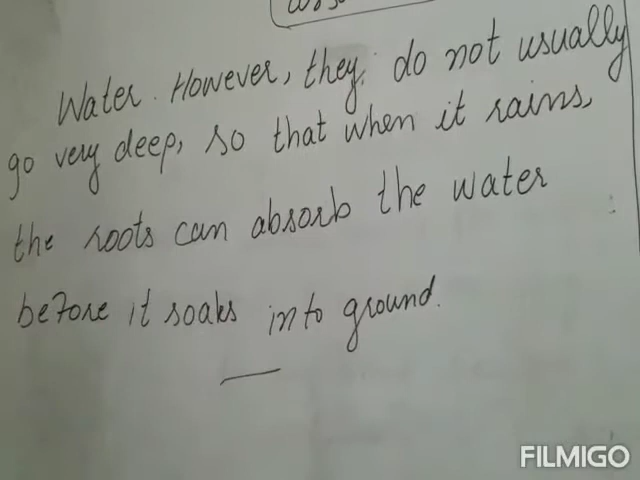 Water. However, they do not usually
go very deep, so that when it rains,
the roots can absorb the water
before it soaks into ground.
FILMIGO